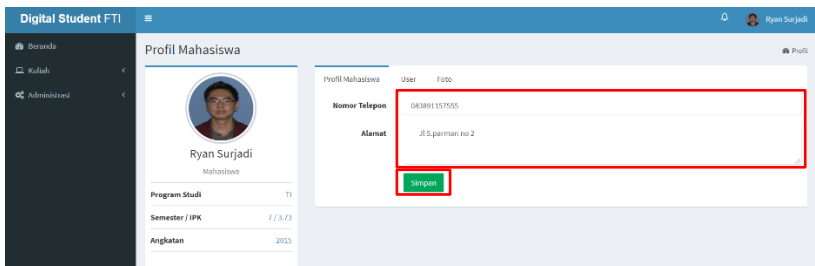 Digital Student FTI
Ryan Surjadi
Beranda
Kuliah
Administrasi
Profil Mahasiswa
Profil
Ryan Surjadi
Mahasiswa
Program Studi TI
Semester / IPK 7 / 3.73
Angkatan 2015
Profil Mahasiswa User Foto
Nomor Telepon 083891157555
Alamat Jl S.parman no 2
Simpan